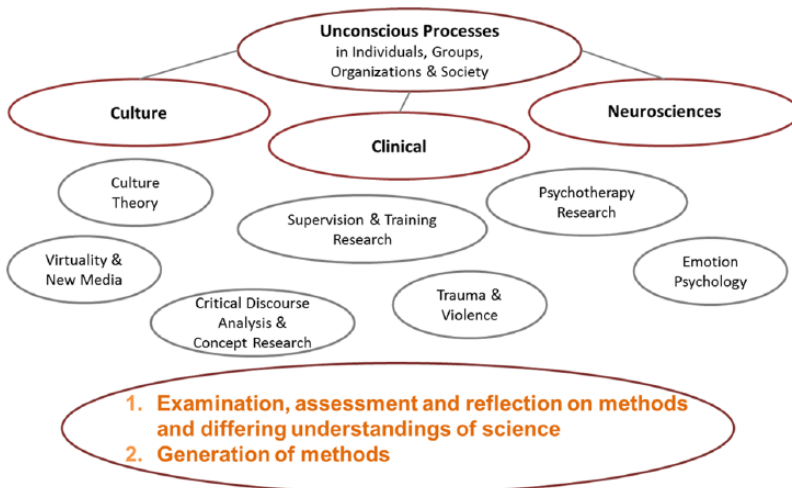 Unconscious Processes
in Individuals, Groups,
Organizations & Society
Culture
Clinical
Neurosciences
Culture
Theory
Supervision & Training
Research
Psychotherapy
Research
Virtuality &
New Media
Critical Discourse
Analysis &
Concept Research
Trauma &
Violence
Emotion
Psychology
1. Examination, assessment and reflection on methods
and differing understandings of science
2. Generation of methods